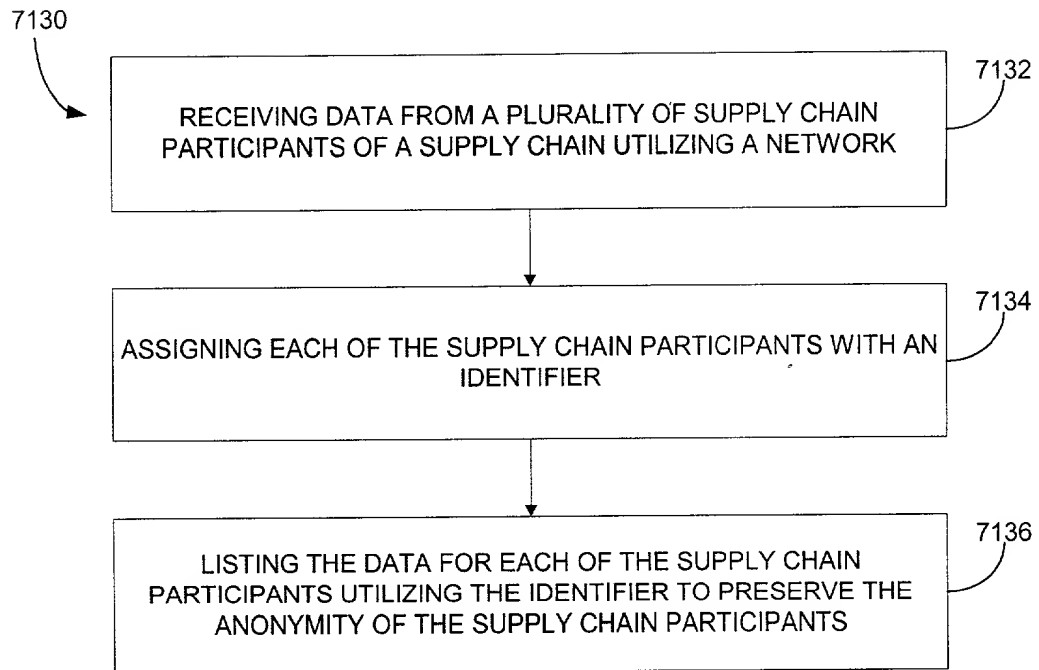 7130
7132
RECEIVING DATA FROM A PLURALITY OF SUPPLY CHAIN
PARTICIPANTS OF A SUPPLY CHAIN UTILIZING A NETWORK
7134
ASSIGNING EACH OF THE SUPPLY CHAIN PARTICIPANTS WITH AN
IDENTIFIER
7136
LISTING THE DATA FOR EACH OF THE SUPPLY CHAIN
PARTICIPANTS UTILIZING THE IDENTIFIER TO PRESERVE THE
ANONYMITY OF THE SUPPLY CHAIN PARTICIPANTS